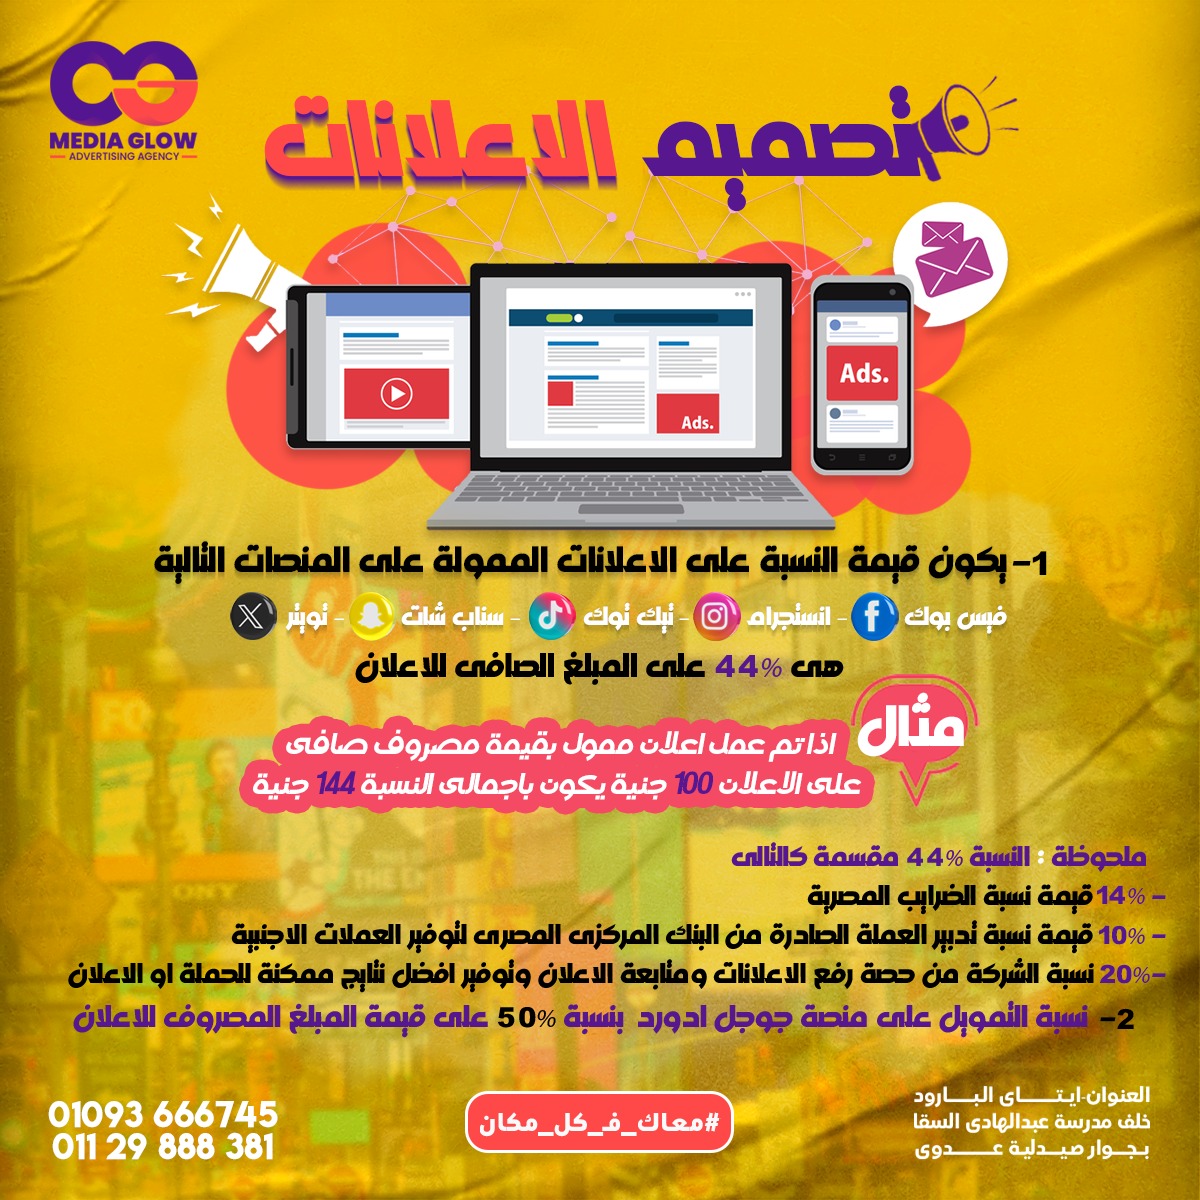 MEDIA GLOW
ADVERTISING AGENCY
تصميم الاعلانات
Ads.
Ads.
1- يكون قيمة النسبة على الاعلانات الممولة على المنصات التالية
فيس بوك - انستجرام - تيك توك - سناب شات - تويتر
هى 44% على المبلغ الصافى للاعلان
مثال
اذا تم عمل اعلان ممول بقيمة مصروف صافى
على الاعلان 100 جنية يكون باجمالى النسبة 144 جنية
ملحوظة : النسبة 44% مقسمة كالتالى
- 14% قيمة نسبة الضرايب المصرية
- 10% قيمة نسبة تدبير العملة الصادرة من البنك المركزى المصرى لتوفير العملات الاجنبية
- 20% نسبة الشركة من حصة رفع الاعلانات ومتابعة الاعلان وتوفير افضل نتايج ممكنة للحملة او الاعلان
2- نسبة التمويل على منصة جوجل ادورد بنسبة 50% على قيمة المبلغ المصروف للاعلان
العنوان-ايتاى البارود
خلف مدرسة عبدالهادى السقا
بجوار صيدلية عدوى
#معاك_ف_كل_مكان
01093 666745
011 29 888 381